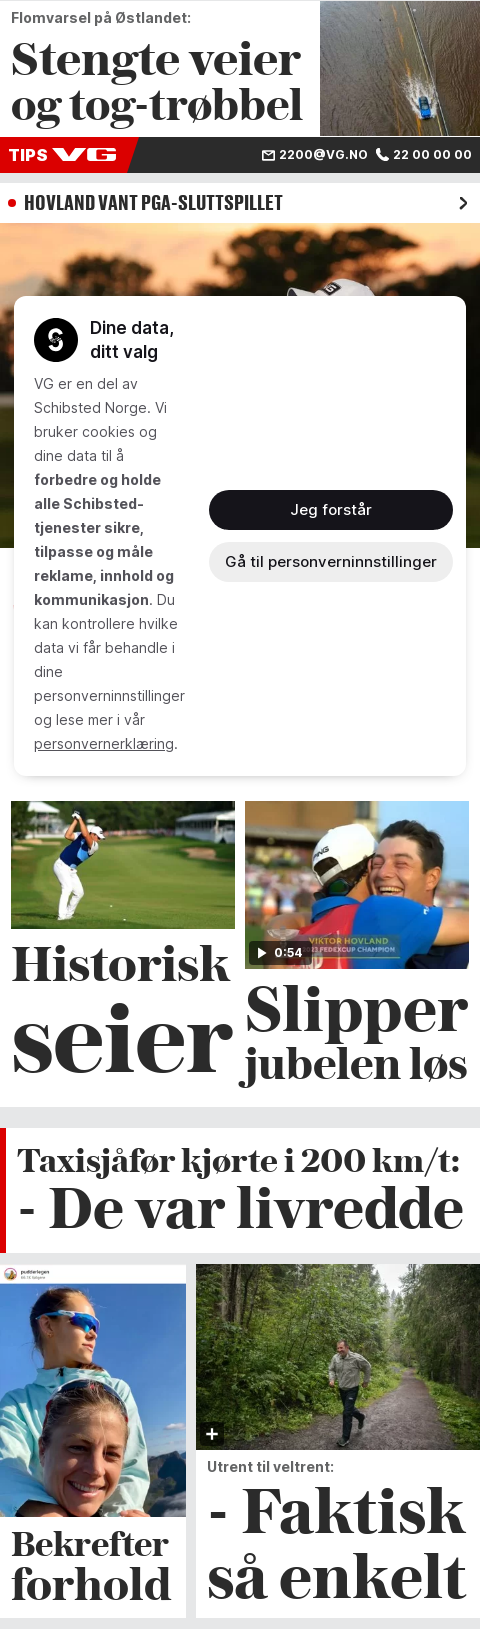 Flomvarsel på Østlandet:
Stengte veier
og tog-trøbbel
TIPS VG
2200@VG.NO 22 00 00 00
HOVLAND VANT PGA-SLUTTSPILLET
Dine data,
ditt valg
VG er en del av
Schibsted Norge. Vi
bruker cookies og
dine data til å
forbedre og holde
alle Schibsted-
tjenester sikre,
tilpasse og måle
reklame, innhold og
kommunikasjon. Du
kan kontrollere hvilke
data vi får behandle i
dine
personverninnstillinger
og lese mer i vår
personvernerklæring.
Jeg forstår
Gå til personverninnstillinger
Historisk
seier
PING
VIKTOR HOVLAND
FEDEXCUP CHAMPION
0:54
Slipper
jubelen løs
Taxisjåfør kjørte i 200 km/t:
- De var livredde
pudderlagen
Bekrefter
forhold
Utrent til veltrent:
- Faktisk
så enkelt